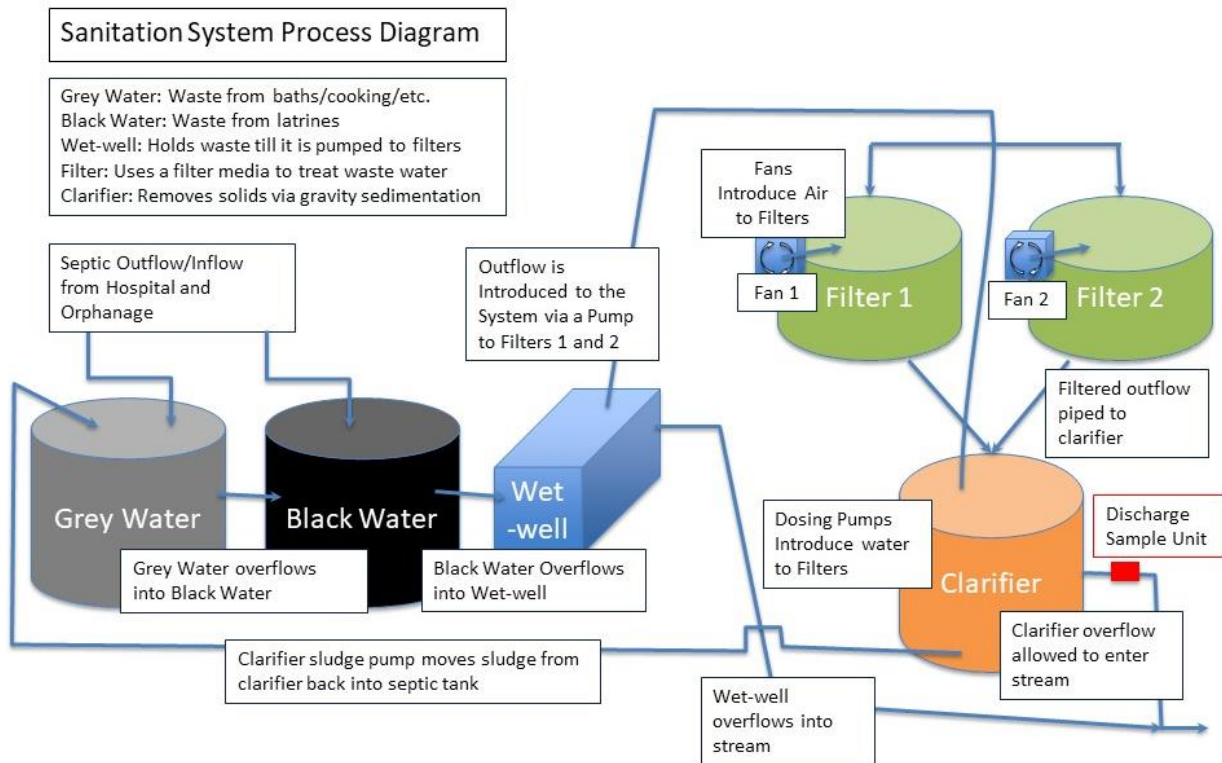 Sanitation System Process Diagram
Grey Water: Waste from baths/cooking/etc.
Black Water: Waste from latrines
Wet-well: Holds waste till it is pumped to filters
Filter: Uses a filter media to treat waste water
Clarifier: Removes solids via gravity sedimentation
Septic Outflow/Inflow
from Hospital and
Orphanage
Outflow is
Introduced to the
System via a Pump
to Filters 1 and 2
Fans
Introduce Air
to Filters
Fan 1
Filter 1
Fan 2
Filter 2
Filtered outflow
piped to
clarifier
Grey Water
Black Water
Wet
-well
Grey Water overflows
into Black Water
Black Water Overflows
into Wet-well
Dosing Pumps
Introduce water
to Filters
Clarifier
Discharge
Sample Unit
Clarifier overflow
allowed to enter
stream
Clarifier sludge pump moves sludge from
clarifier back into septic tank
Wet-well
overflows into
stream